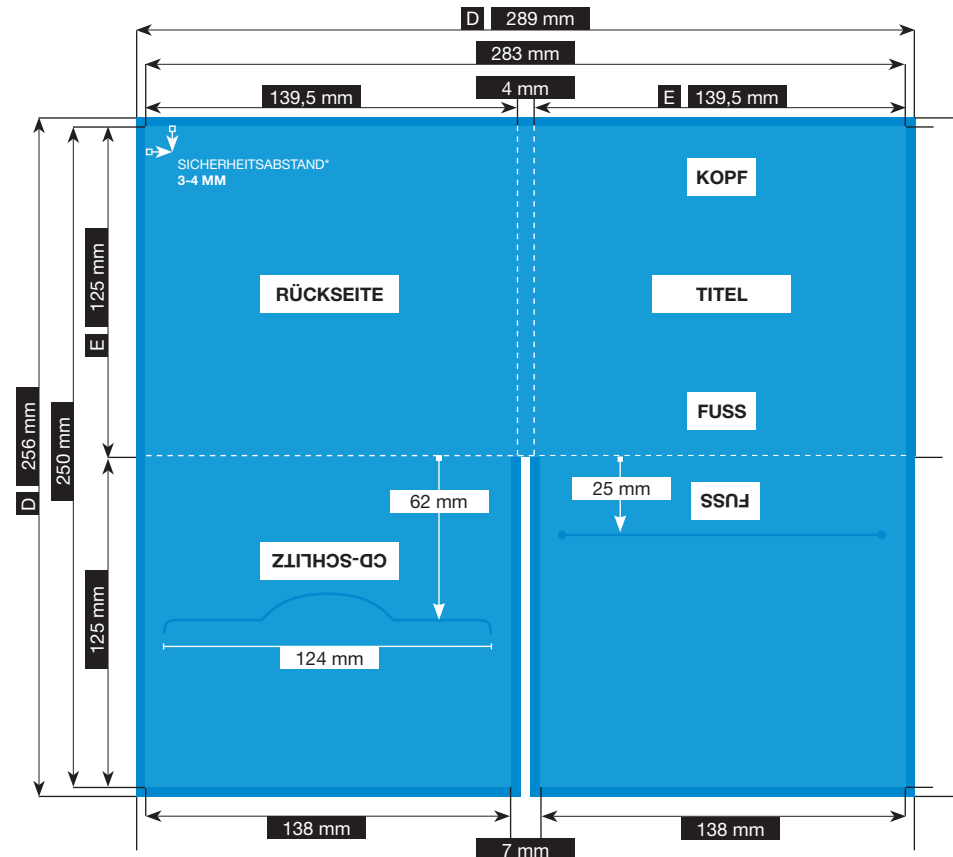 D 289 mm
283 mm
139,5 mm
4 mm
E 139,5 mm
SICHERHEITSABSTAND*
3-4 MM
KOPF
E 125 mm
RÜCKSEITE
TITEL
FUSS
D 256 mm
250 mm
62 mm
25 mm
FUSS
CD-SCHLITZ
125 mm
124 mm
138 mm
7 mm
138 mm